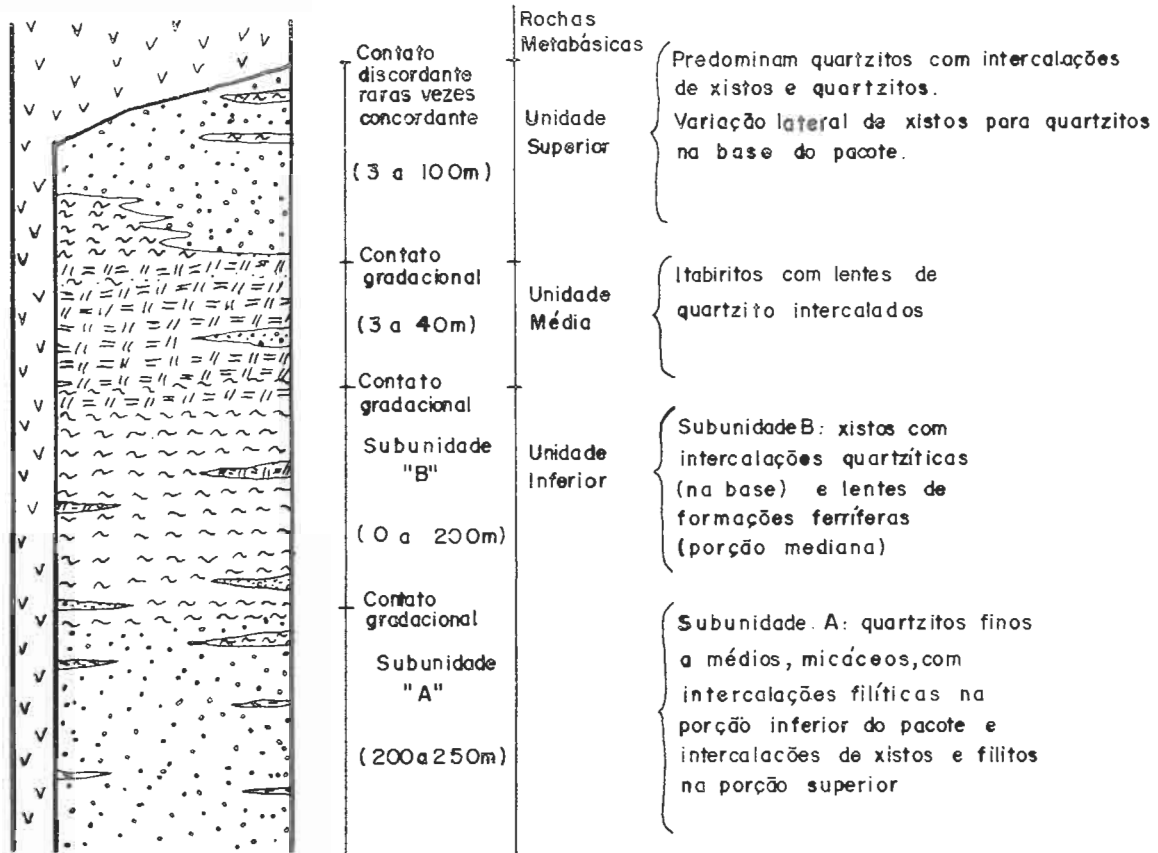 Rochas
Metabásicas
Contato
discordante
raras vezes
concordante
(3 a 100m)
Unidade
Superior
Predominam quartzitos com intercalações
de xistos e quartzitos.
Variação lateral de xistos para quartzitos
na base do pacote.
Contato
gradacional
(3 a 40m)
Unidade
Média
Itabiritos com lentes de
quartzito intercalados
Contato
gradacional
Subunidade
"B"
(0 a 200m)
Unidade
Inferior
Subunidade B: xistos com
intercalações quartzíticas
(na base) e lentes de
formações ferríferas
(porção mediana)
Contato
gradacional
Subunidade
"A"
(200 a 250m)
Subunidade. A: quartzitos finos
a médios, micáceos, com
intercalações filíticas na
porção inferior do pacote e
intercalacões de xistos e filitos
na porção superior